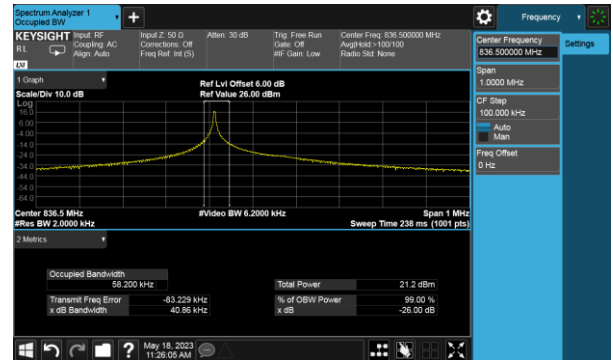 Spectrum Analyzer 1
Occupied BW
Frequency
KEYSIGHT
RL
Input: RF
Coupling: AC
Align: Auto
Input Z: 50 Ω
Corrections: Off
Freq Ref: Int (S)
Atten: 30 dB
Trig: Free Run
Gate: Off
#IF Gain: Low
Center Freq: 836.500000 MHz
Avg|Hold:>100/100
Radio Std: None
Center Frequency
836.500000 MHz
Settings
Span
1.0000 MHz
CF Step
100.000 kHz
Auto
Man
Freq Offset
0 Hz
1 Graph
Scale/Div 10.0 dB
Ref Lvl Offset 6.00 dB
Ref Value 26.00 dBm
Log
16.0
6.00
-4.00
-14.0
-24.0
-34.0
-44.0
-54.0
-64.0
Center 836.5 MHz
#Res BW 2.0000 kHz
#Video BW 6.2000 kHz
Span 1 MHz
Sweep Time 238 ms (1001 pts)
2 Metrics
Occupied Bandwidth
58.200 kHz
Total Power 21.2 dBm
Transmit Freq Error -83.229 kHz
% of OBW Power 99.00 %
x dB Bandwidth 40.86 kHz
x dB -26.00 dB
?
May 18, 2023
11:26:05 AM